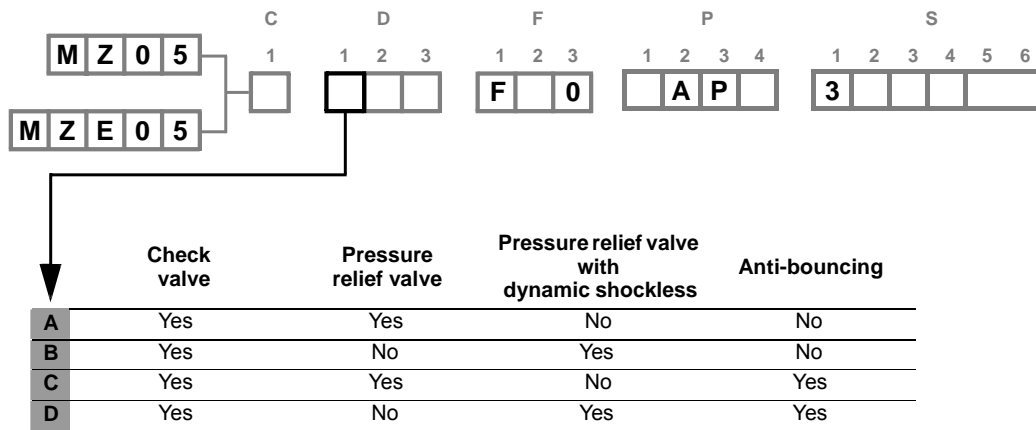 C D F P S
1 1 2 3 1 2 3 1 2 3 4 1 2 3 4 5 6
M Z 0 5
F 0 A P 3
M Z E 0 5
Check valve Pressure relief valve Pressure relief valve with dynamic shockless Anti-bouncing
A Yes Yes No No
B Yes No Yes No
C Yes Yes No Yes
D Yes No Yes Yes